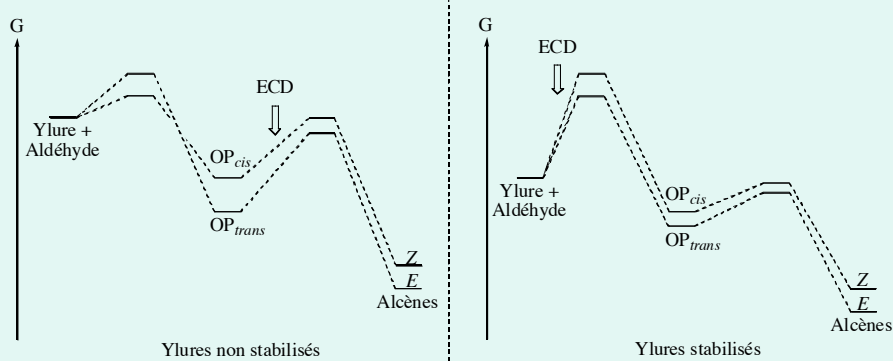 G
ECD
Ylure +
Aldéhyde
OPcis
OPtrans
Z
E
Alcènes
Ylures non stabilisés
G
ECD
Ylure +
Aldéhyde
OPcis
OPtrans
Z
E
Alcènes
Ylures stabilisés